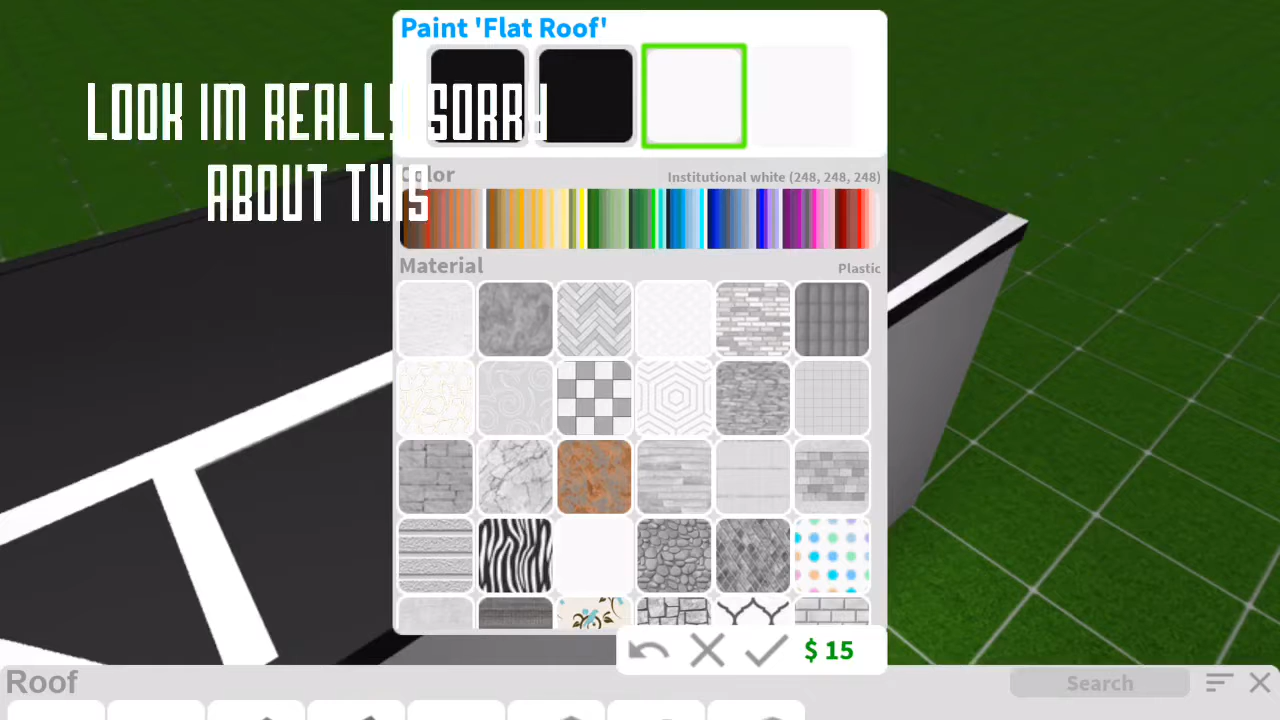 Paint 'Flat Roof'
LOOK IM REALLY SORRY
ABOUT THIS
Color
Institutional white (248, 248, 248)
Material
Plastic
$ 15
Roof
Search